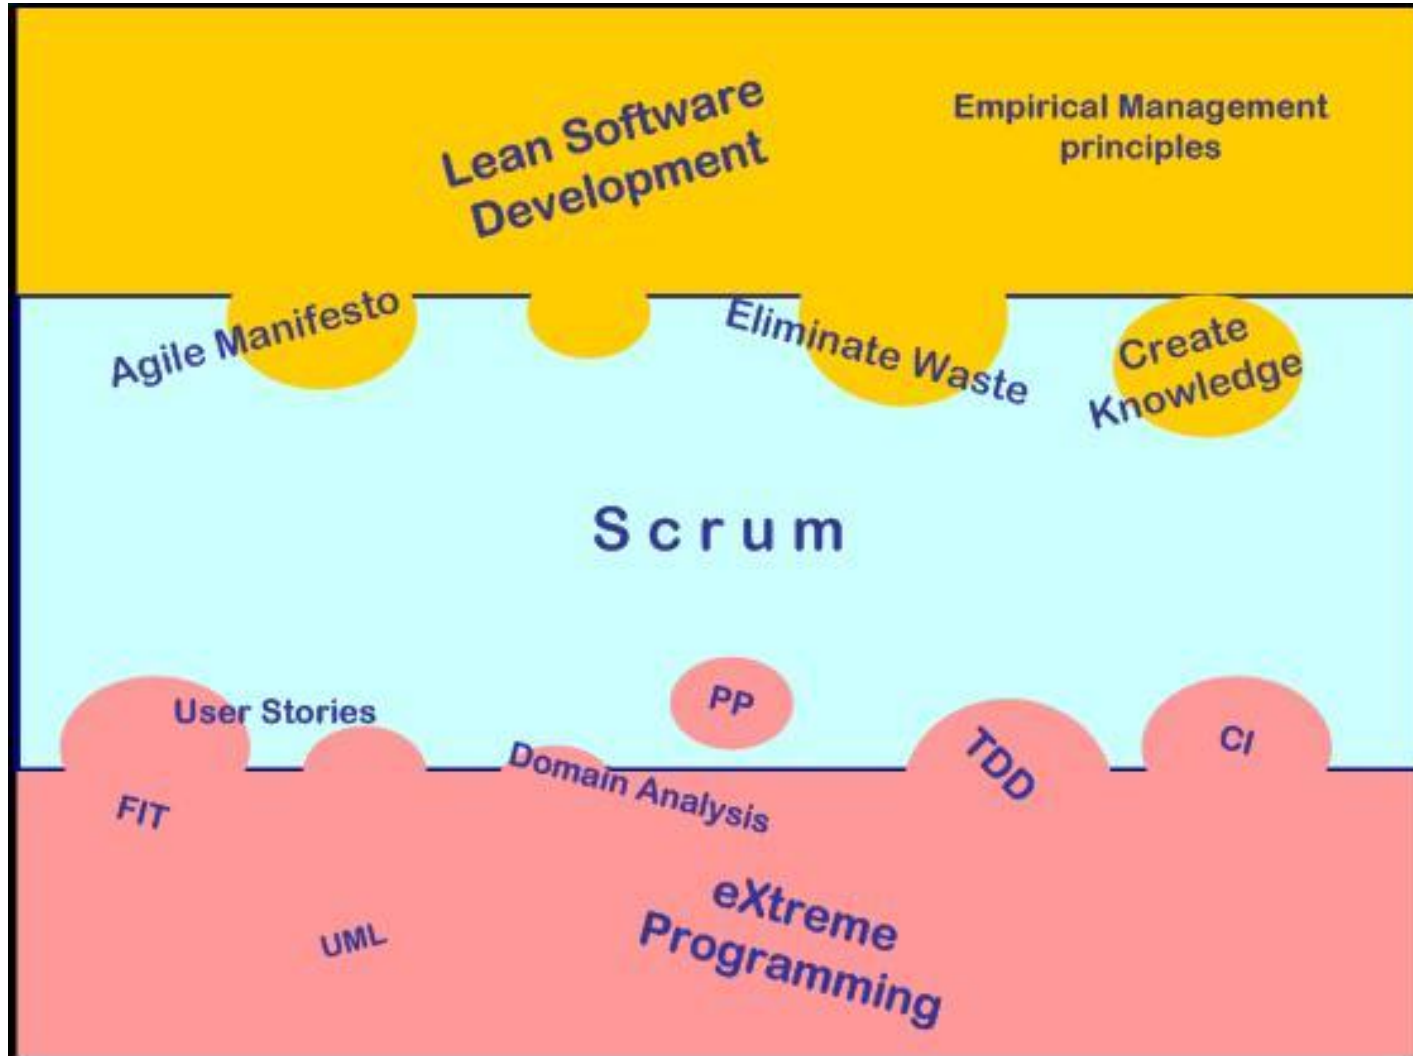 Lean Software
Development
Empirical Management
principles
Agile Manifesto
Eliminate Waste
Create
Knowledge
Scrum
User Stories
PP
Domain Analysis
TDD
CI
FIT
UML
eXtreme
Programming